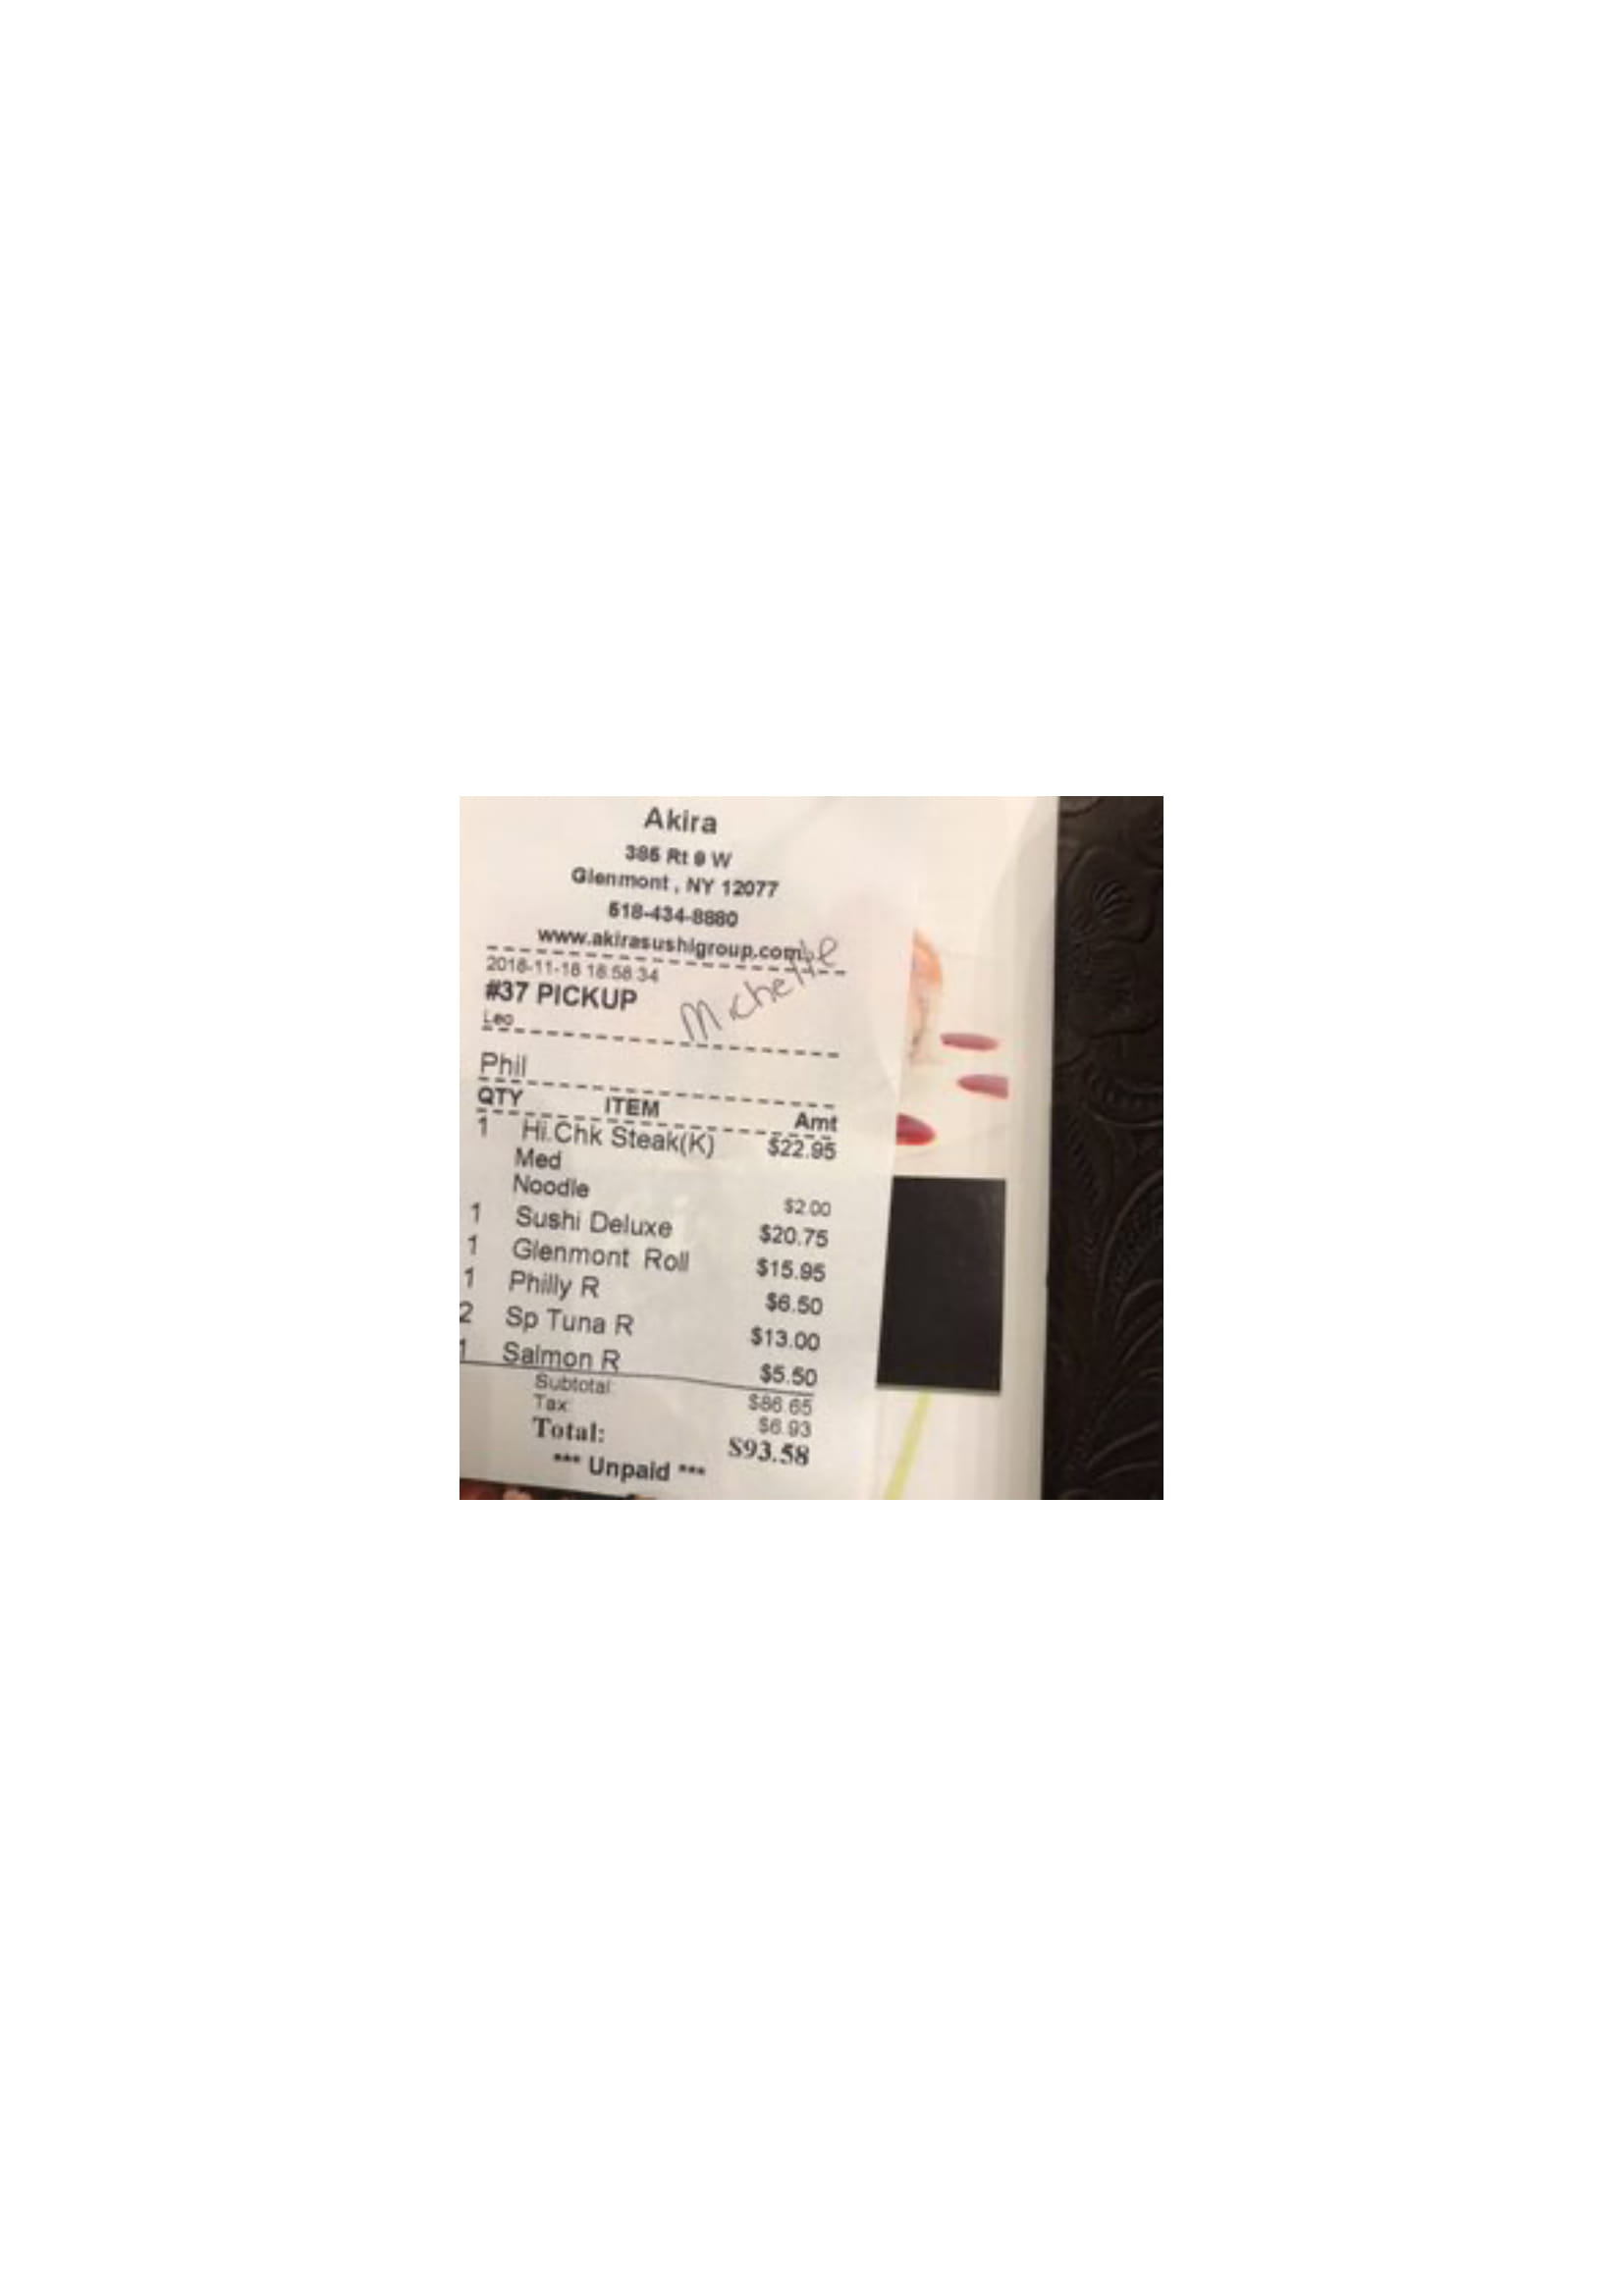 Akira
385 Rt 9 W
Glenmont , NY 12077
518-434-8880
www.akirasushigroup.com
2018-11-18 18:58:34
Michelle
#37 PICKUP
Leo
Phil
QTY ITEM Amt
1 Hi.Chk Steak(K) $22.95
Med
Noodle $2.00
1 Sushi Deluxe $20.75
1 Glenmont Roll $15.95
1 Philly R $6.50
2 Sp Tuna R $13.00
1 Salmon R $5.50
Subtotal: $86.65
Tax: $6.93
Total: $93.58
*** Unpaid ***